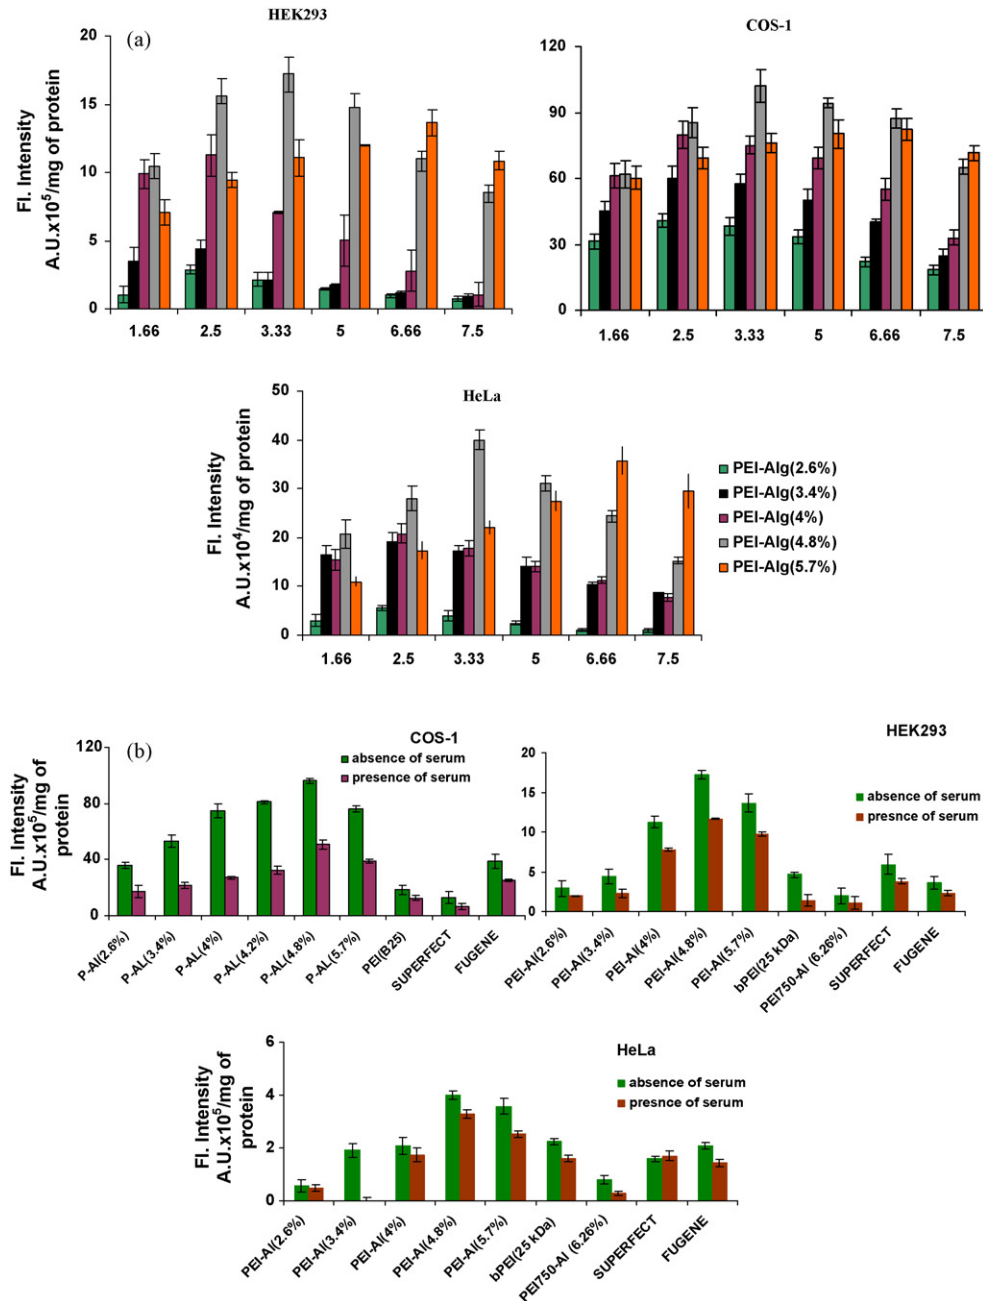 HEK293
(a)
Fl. Intensity
A.U.x10⁵/mg of protein
20
15
10
5
0
1.66 2.5 3.33 5 6.66 7.5
COS-1
120
90
60
30
0
1.66 2.5 3.33 5 6.66 7.5
HeLa
Fl. Intensity
A.U.x10⁴/mg of protein
50
40
30
20
10
0
1.66 2.5 3.33 5 6.66 7.5
PEI-Alg(2.6%)
PEI-Alg(3.4%)
PEI-Alg(4%)
PEI-Alg(4.8%)
PEI-Alg(5.7%)
(b)
COS-1
absence of serum
presence of serum
Fl. Intensity
A.U.x10⁵/mg of
protein
120
80
40
0
P-Al(2.6%)
P-AL(3.4%)
P-AL(4%)
P-AL(4.2%)
P-AL(4.8%)
P-AL(5.7%)
PEI(B25)
SUPERFECT
FUGENE
HEK293
absence of serum
presnce of serum
20
15
10
5
0
PEI-Al(2.6%)
PEI-Al(3.4%)
PEI-Al(4%)
PEI-Al(4.8%)
PEI-Al(5.7%)
bPEI(25 kDa)
PEI750-Al (6.26%)
SUPERFECT
FUGENE
HeLa
absence of serum
presnce of serum
Fl. Intensity
A.U.x10⁵/mg of
protein
6
4
2
0
PEI-Al(2.6%)
PEI-Al(3.4%)
PEI-Al(4%)
PEI-Al(4.8%)
PEI-Al(5.7%)
bPEI(25 kDa)
PEI750-Al (6.26%)
SUPERFECT
FUGENE